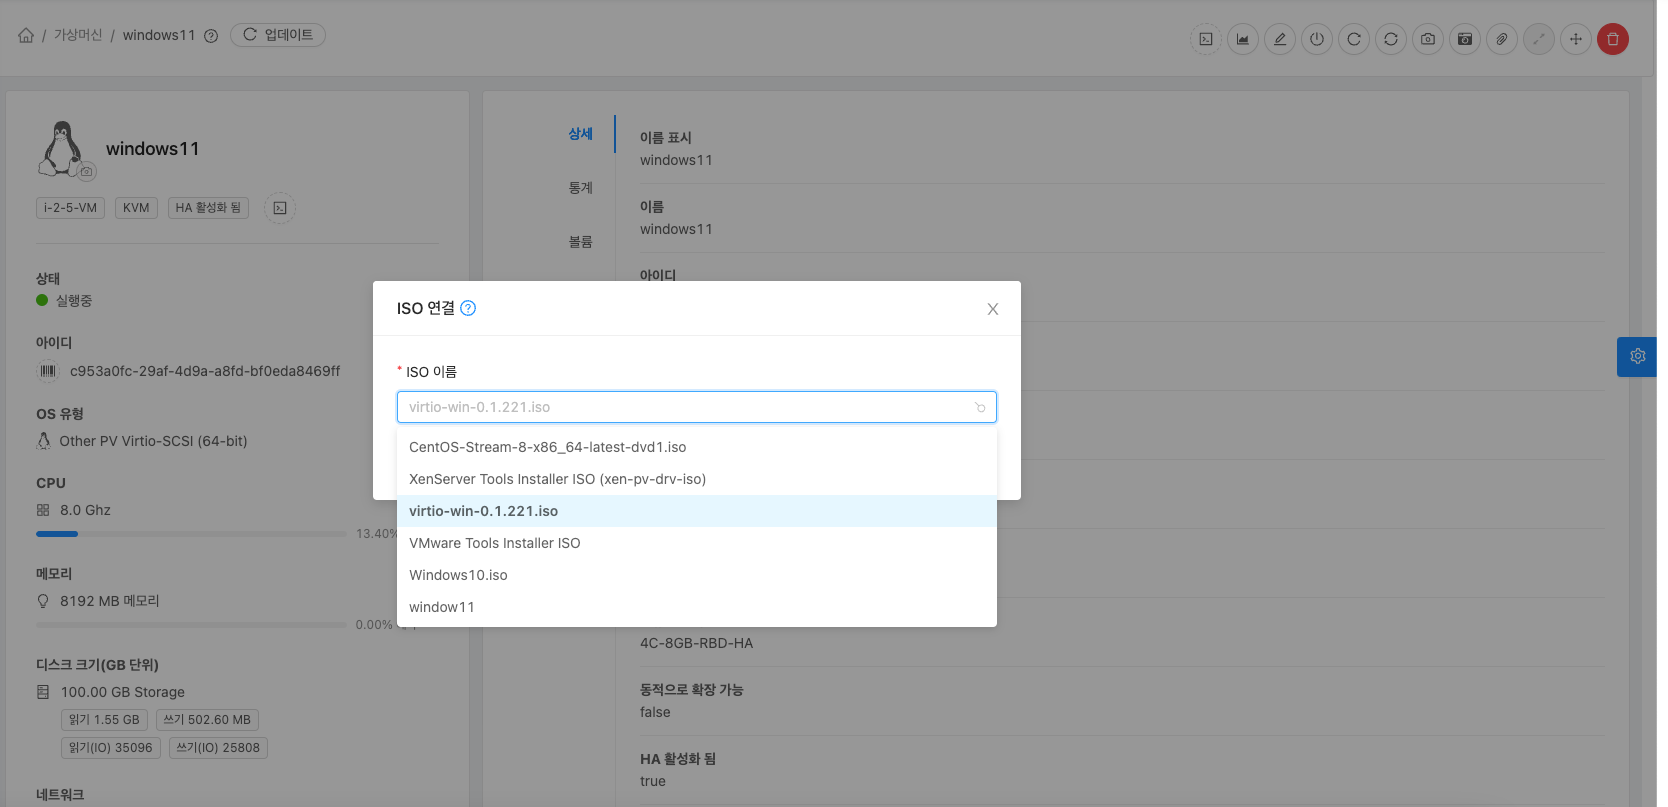 / 가상머신 / windows11 업데이트
windows11
i-2-5-VM KVM HA 활성화 됨
상태
실행중
아이디
c953a0fc-29af-4d9a-a8fd-bf0eda8469ff
OS 유형
Other PV Virtio-SCSI (64-bit)
CPU
8.0 Ghz
13.40%
메모리
8192 MB 메모리
0.00%
디스크 크기(GB 단위)
100.00 GB Storage
읽기 1.55 GB 쓰기 502.60 MB
읽기(IO) 35096 쓰기(IO) 25808
네트워크
상세
통계
볼륨
이름 표시
windows11
이름
windows11
아이디
ISO 연결
* ISO 이름
virtio-win-0.1.221.iso
CentOS-Stream-8-x86_64-latest-dvd1.iso
XenServer Tools Installer ISO (xen-pv-drv-iso)
virtio-win-0.1.221.iso
VMware Tools Installer ISO
Windows10.iso
window11
4C-8GB-RBD-HA
동적으로 확장 가능
false
HA 활성화 됨
true